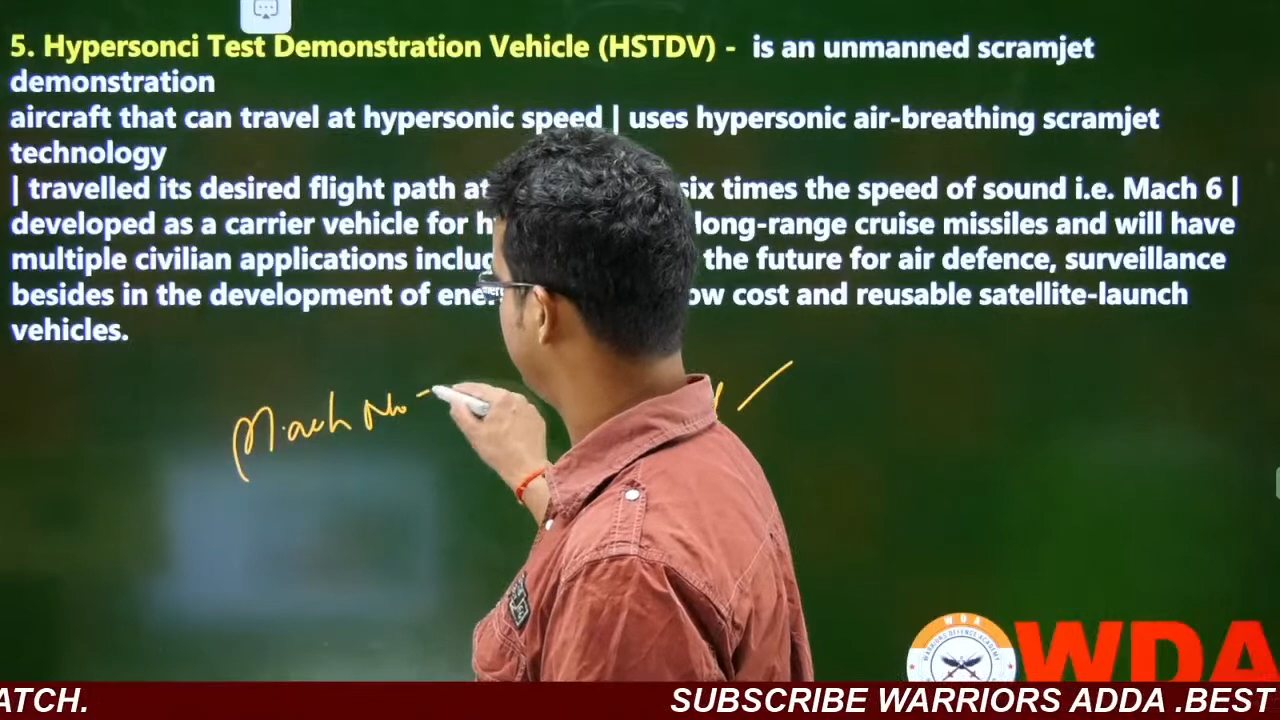 5. Hypersonci Test Demonstration Vehicle (HSTDV) - is an unmanned scramjet
demonstration
aircraft that can travel at hypersonic speed | uses hypersonic air-breathing scramjet
technology
| travelled its desired flight path at six times the speed of sound i.e. Mach 6 |
developed as a carrier vehicle for long-range cruise missiles and will have
multiple civilian applications the future for air defence, surveillance
besides in the development of cost and reusable satellite-launch
vehicles.
Mach No -
WDA
WARRIORS DEFENCE ACADEMY
WDA
ATCH. SUBSCRIBE WARRIORS ADDA .BEST